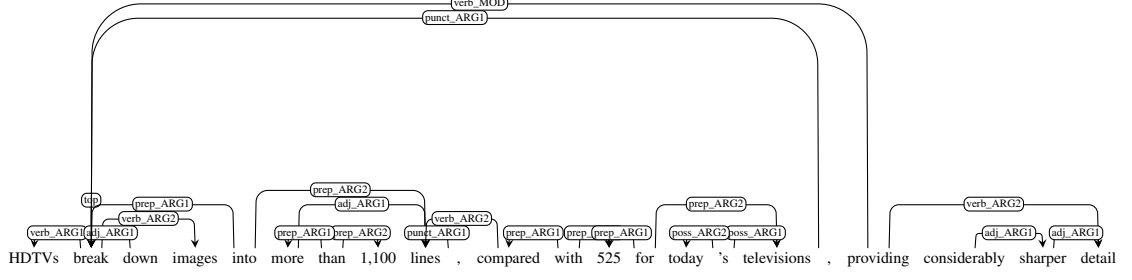 verb_MOD
punct_ARG1
prep_ARG2
top prep_ARG1 adj_ARG1 prep_ARG2 verb_ARG2
verb_ARG2 verb_ARG2
verb_ARG1 adj_ARG1 prep_ARG1 prep_ARG2 punct_ARG1 prep_ARG1 prep_ARG1 poss_ARG2 poss_ARG1 adj_ARG1 adj_ARG1
HDTVs break down images into more than 1,100 lines , compared with 525 for today 's televisions , providing considerably sharper detail